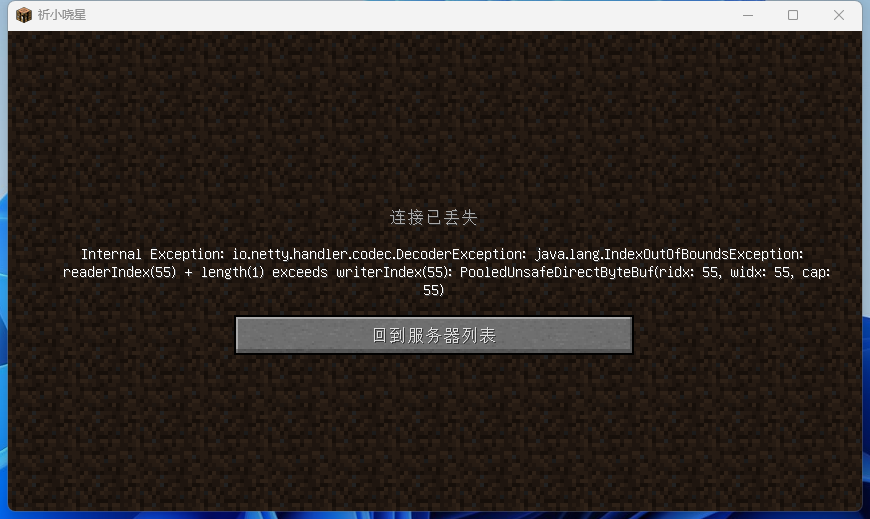 祈小晓星
连接已丢失
Internal Exception: io.netty.handler.codec.DecoderException: java.lang.IndexOutOfBoundsException:
readerIndex(55) + length(1) exceeds writerIndex(55): PooledUnsafeDirectByteBuf(ridx: 55, widx: 55, cap:
55)
回到服务器列表